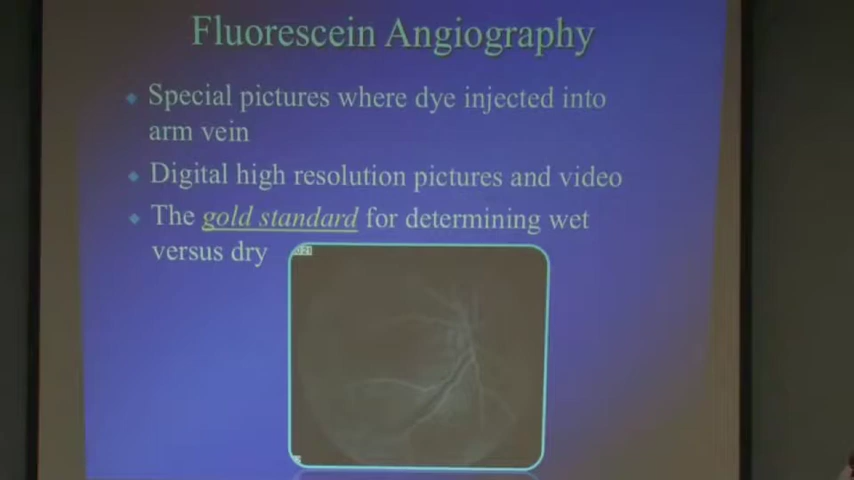 Fluorescein Angiography
Special pictures where dye injected into
arm vein
Digital high resolution pictures and video
The gold standard for determining wet
versus dry